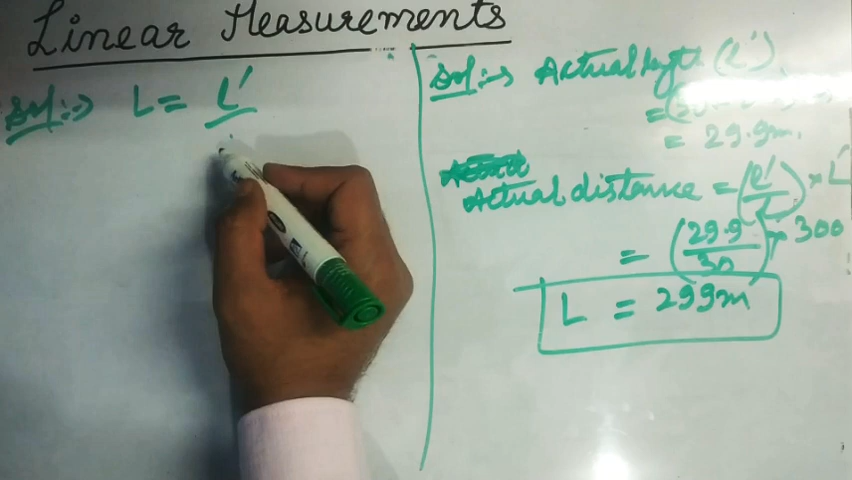 Linear Measurements
Sol :->
L = L'
Sol :-> Actual length (l')
= 29.9m.
Actual distance = (l'/l) × L'
= (29.9/30) × 300
L = 299m